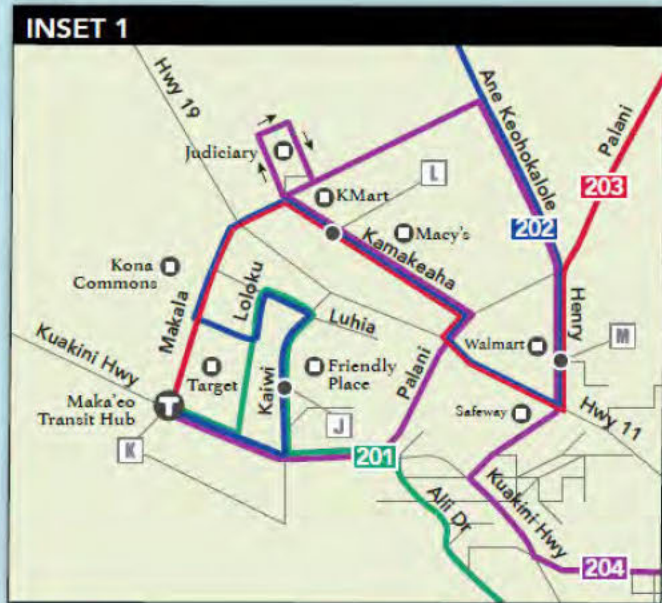 INSET 1
Hwy 19
Ane Keohokalole
Palani
Judiciary
203
L
KMart
202
Macy's
Kamakeaha
Kona
Commons
Makala
Loloku
Luhia
Henry
M
Walmart
Kuakini Hwy
Target
Kaiwi
Friendly
Place
Palani
Maka'eo
Transit Hub
T
Safeway
Hwy 11
K
J
201
Alii Dr
Kuakini Hwy
204